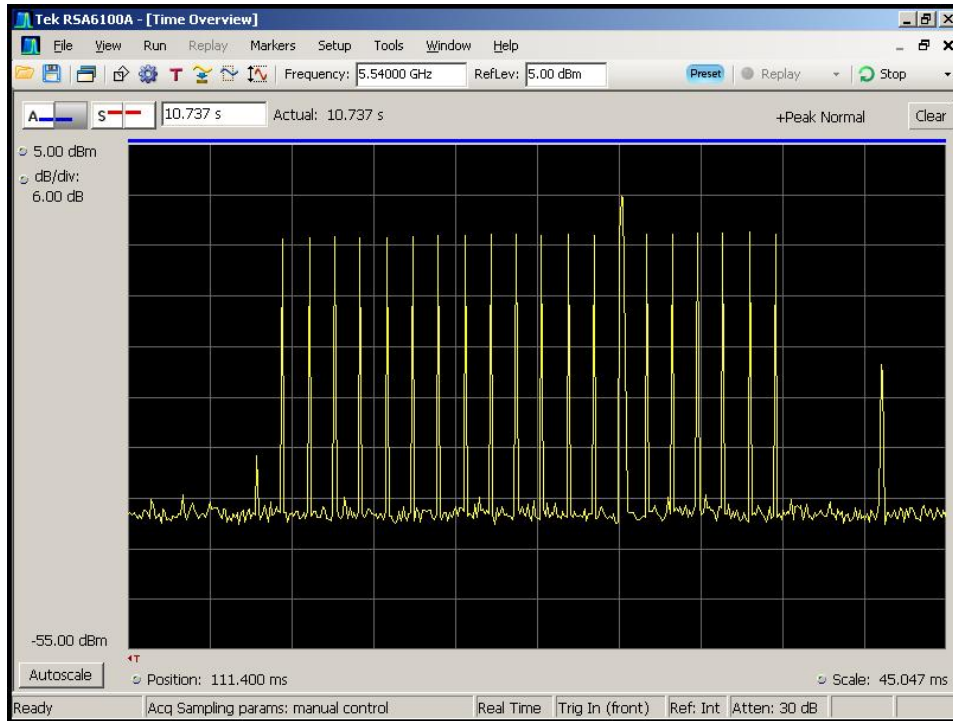 Tek RSA6100A - [Time Overview]
File View Run Replay Markers Setup Tools Window Help
T Frequency: 5.54000 GHz RefLev: 5.00 dBm Preset Replay Stop
A S 10.737 s Actual: 10.737 s +Peak Normal Clear
5.00 dBm
dB/div:
6.00 dB
-55.00 dBm
T
Autoscale Position: 111.400 ms Scale: 45.047 ms
Ready Acq Sampling params: manual control Real Time Trig In (front) Ref: Int Atten: 30 dB